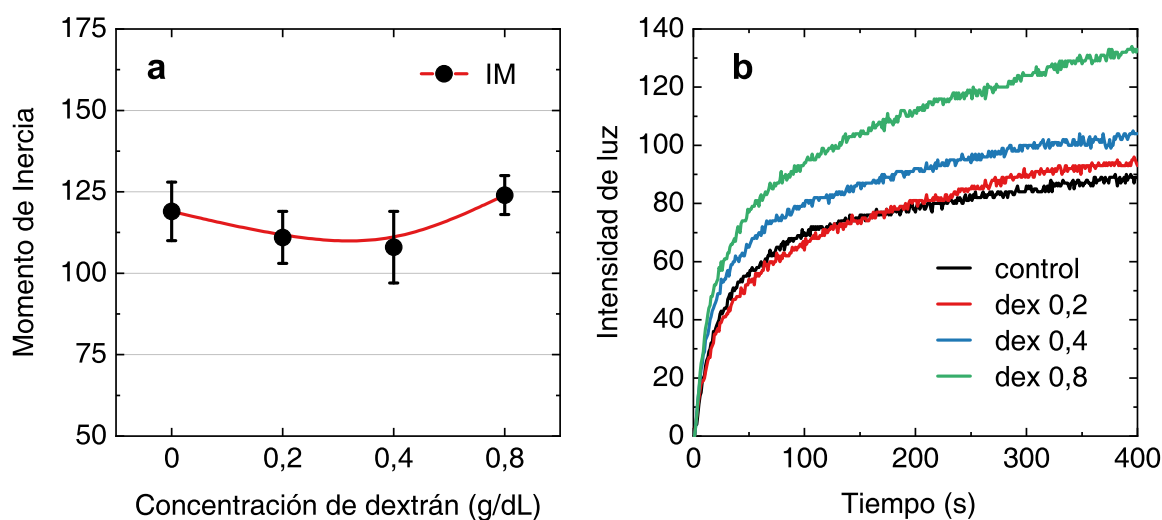 a
IM
Momento de Inercia
175
150
125
100
75
50
0 0,2 0,4 0,8
Concentración de dextrán (g/dL)
b
Intensidad de luz
140
120
100
80
60
40
20
0
control
dex 0,2
dex 0,4
dex 0,8
0 100 200 300 400
Tiempo (s)